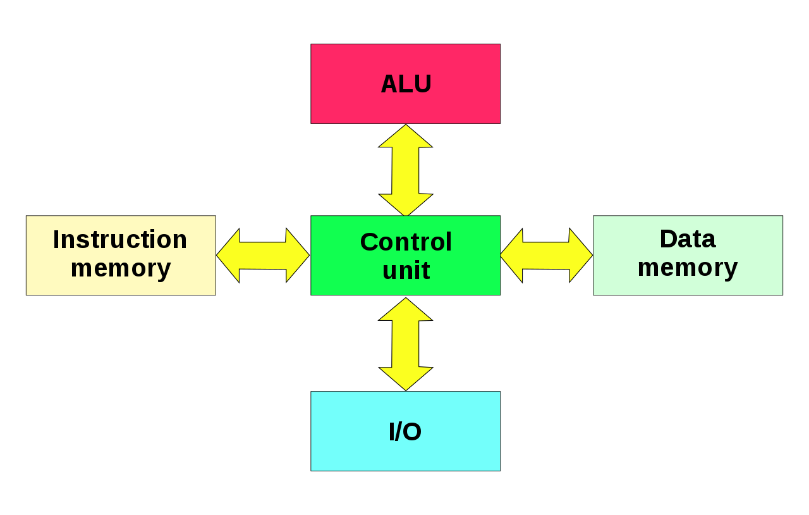 ALU
Instruction
memory
Control
unit
Data
memory
I/O